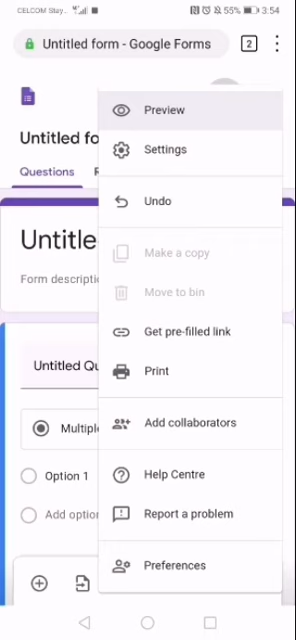 CELCOM Stay..
55% 3:54
Untitled form - Google Forms
2
Preview
Untitled fo
Settings
Questions
Undo
Untitle
Make a copy
Form descriptio
Move to bin
Get pre-filled link
Untitled Qu
Print
Multiple
Add collaborators
Option 1
Help Centre
Add option
Report a problem
Preferences